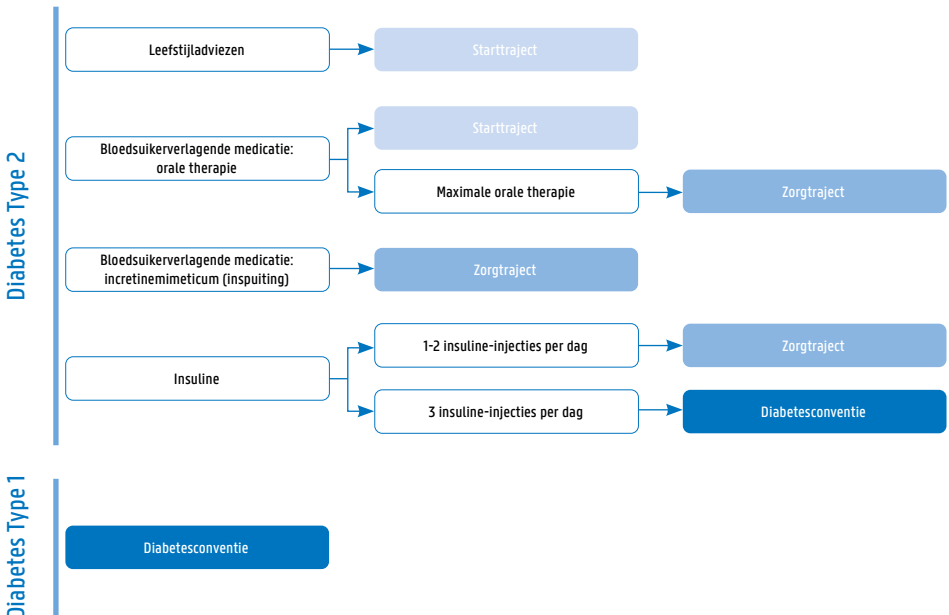 Diabetes Type 2
Leefstijladviezen
Starttraject
Bloedsuikerverlagende medicatie:
orale therapie
Starttraject
Maximale orale therapie
Zorgtraject
Bloedsuikerverlagende medicatie:
incretinemimeticum (inspuiting)
Zorgtraject
Insuline
1-2 insuline-injecties per dag
Zorgtraject
3 insuline-injecties per dag
Diabetesconventie
Diabetes Type 1
Diabetesconventie